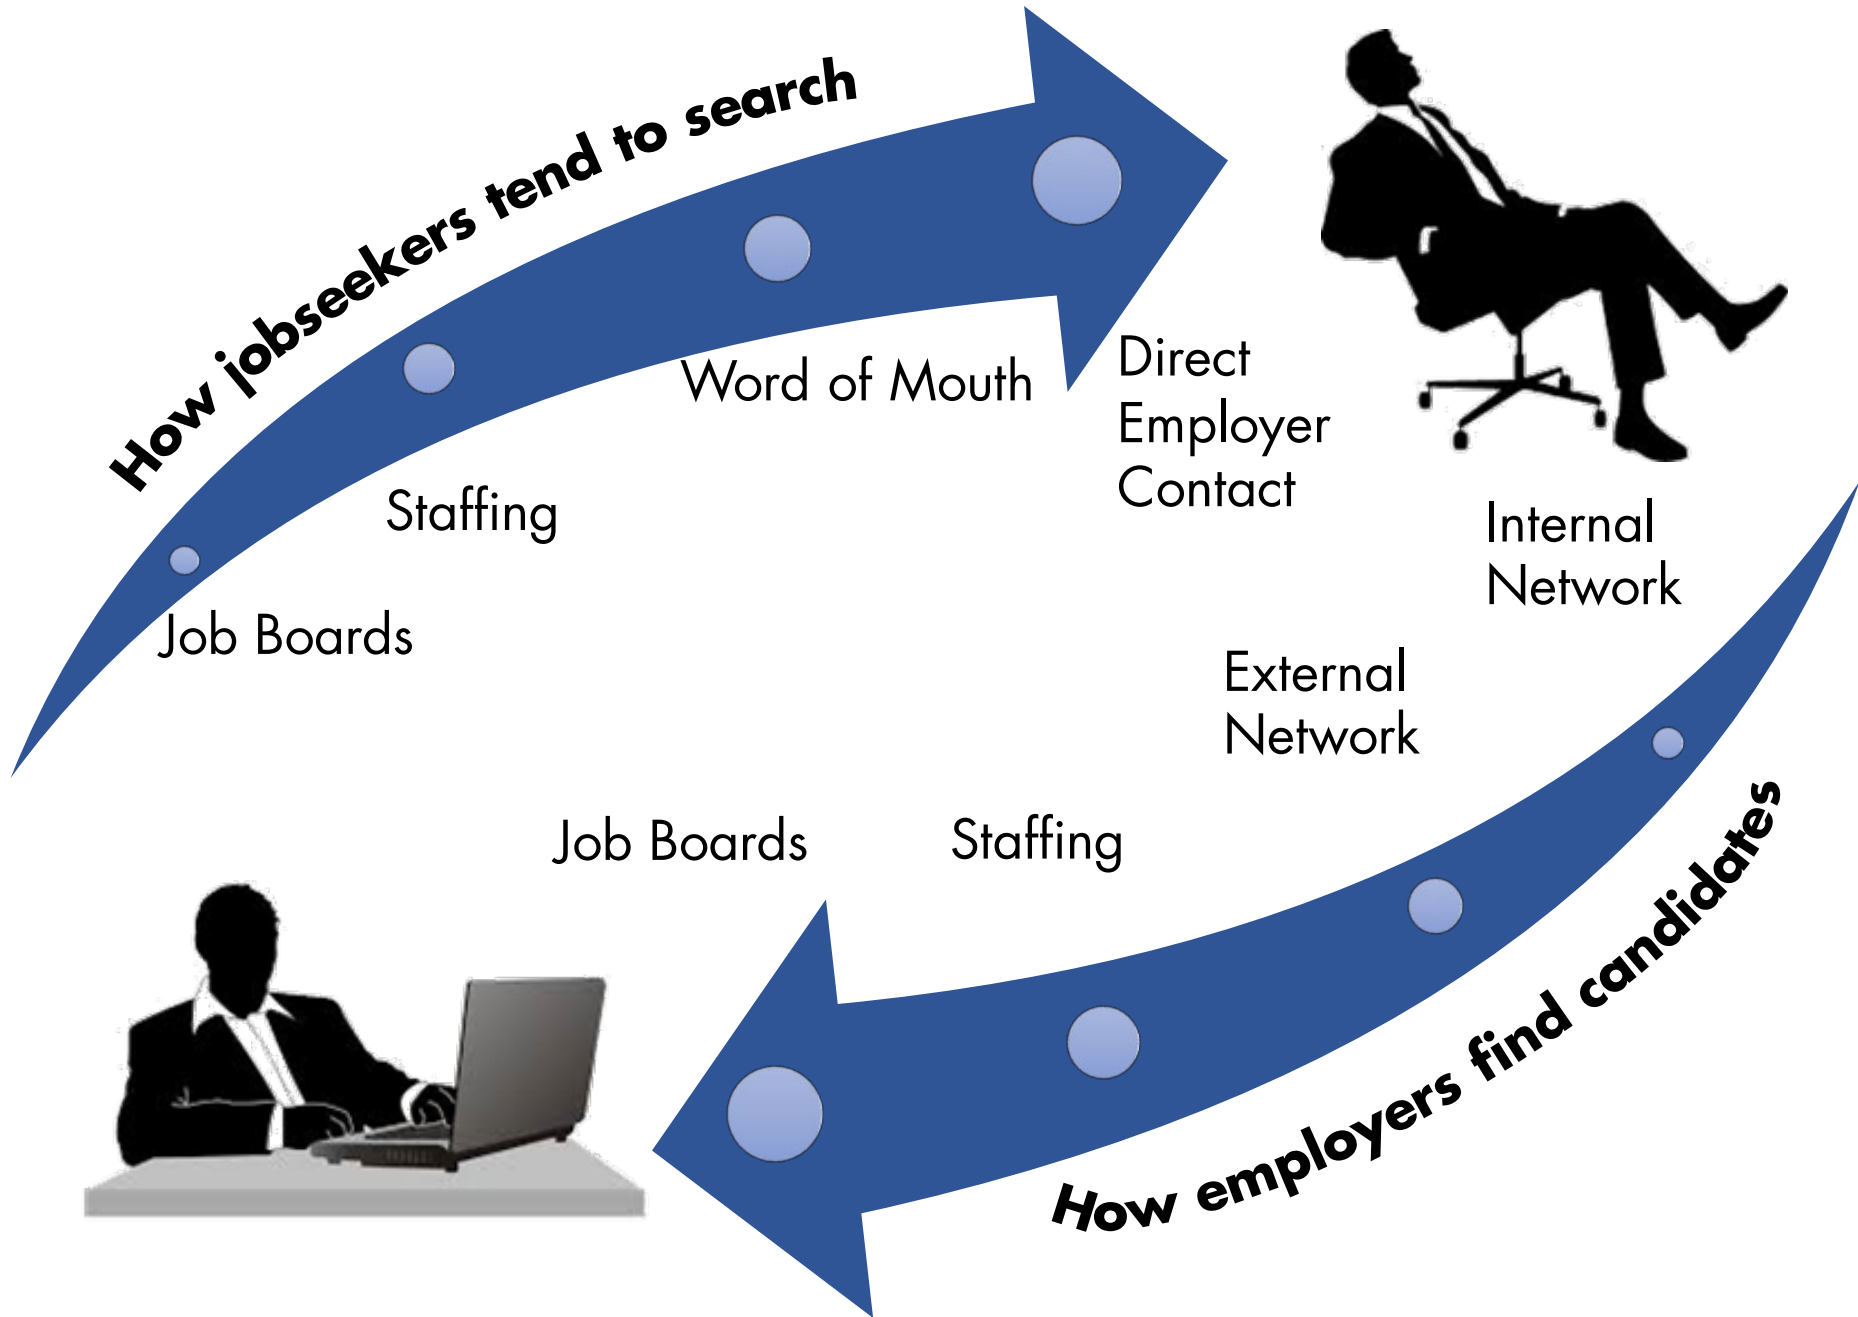 How jobseekers tend to search
Word of Mouth
Direct
Employer
Contact
Staffing
Job Boards
Internal
Network
External
Network
Staffing
Job Boards
How employers find candidates